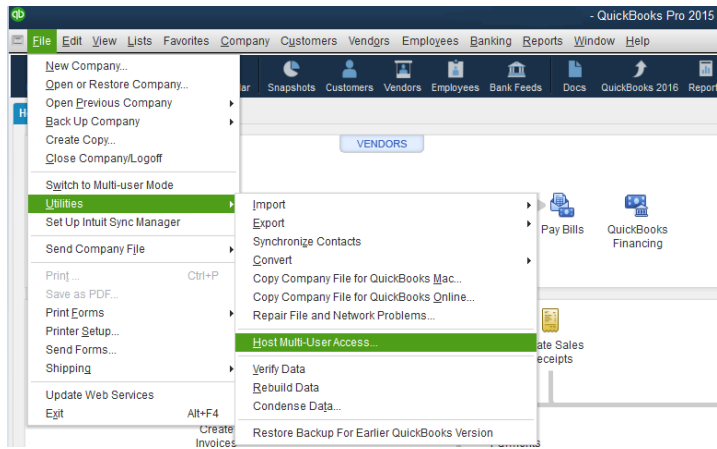 qb
- QuickBooks Pro 2015
File Edit View Lists Favorites Company Customers Vendors Employees Banking Reports Window Help
Snapshots Customers Vendors Employees Bank Feeds Docs QuickBooks 2016
New Company...
Open or Restore Company...
Open Previous Company
Back Up Company
Create Copy...
Close Company/Logoff
Switch to Multi-user Mode
Utilities
Set Up Intuit Sync Manager
Send Company File
Print... Ctrl+P
Save as PDF...
Print Forms
Printer Setup...
Send Forms...
Shipping
Update Web Services
Exit Alt+F4
VENDORS
Import
Export
Synchronize Contacts
Convert
Copy Company File for QuickBooks Mac...
Copy Company File for QuickBooks Online...
Repair File and Network Problems...
Host Multi-User Access...
Verify Data
Rebuild Data
Condense Data...
Restore Backup For Earlier QuickBooks Version
Pay Bills
QuickBooks
Financing
ate Sales
eceipts
Create
Invoices